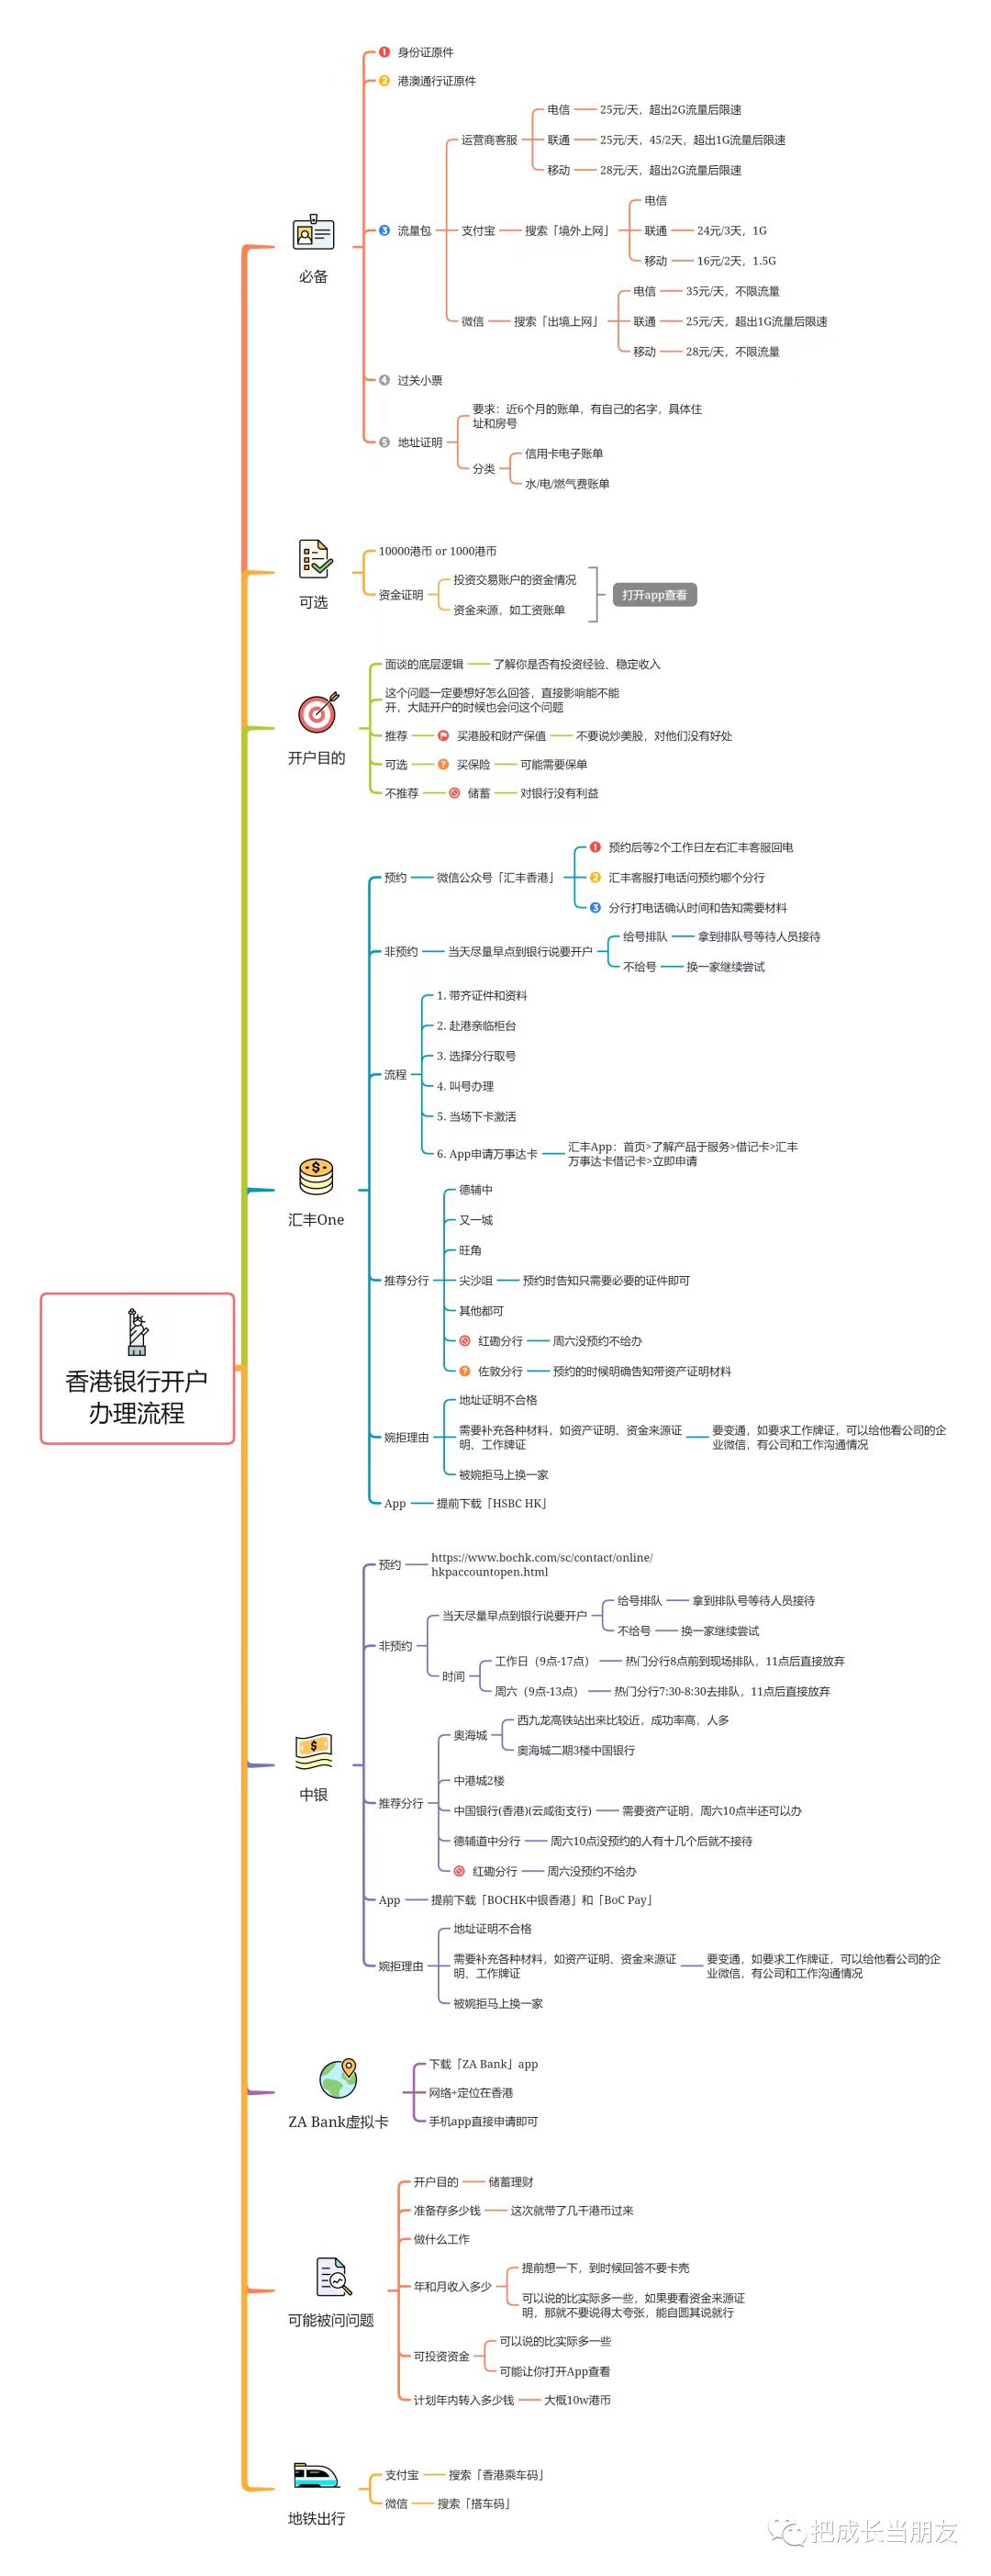 香港银行开户
办理流程
必备
1 身份证原件
2 港澳通行证原件
3 流量包
运营商客服
电信
25元/天，超出2G流量后限速
联通
25元/天，45/2天，超出1G流量后限速
移动
28元/天，超出2G流量后限速
支付宝
搜索「境外上网」
电信
联通
24元/3天，1G
移动
16元/2天，1.5G
微信
搜索「出境上网」
电信
35元/天，不限流量
联通
25元/天，超出1G流量后限速
移动
28元/天，不限流量
4 过关小票
5 地址证明
要求：近6个月的账单，有自己的名字，具体住
址和房号
分类
信用卡电子账单
水/电/燃气费账单
可选
10000港币 or 1000港币
资金证明
投资交易账户的资金情况
资金来源，如工资账单
打开app查看
开户目的
面谈的底层逻辑
了解你是否有投资经验、稳定收入
这个问题一定要想好怎么回答，直接影响能不能
开，大陆开户的时候也会问这个问题
推荐
买港股和财产保值
不要说炒美股，对他们没有好处
可选
? 买保险
可能需要保单
不推荐
储蓄
对银行没有利益
汇丰One
预约
微信公众号「汇丰香港」
1 预约后等2个工作日左右汇丰客服回电
2 汇丰客服打电话问预约哪个分行
3 分行打电话确认时间和告知需要材料
非预约
当天尽量早点到银行说要开户
给号排队
拿到排队号等待人员接待
不给号
换一家继续尝试
流程
1. 带齐证件和资料
2. 赴港亲临柜台
3. 选择分行取号
4. 叫号办理
5. 当场下卡激活
6. App申请万事达卡
汇丰App：首页>了解产品于服务>借记卡>汇丰
万事达卡借记卡>立即申请
推荐分行
德辅中
又一城
旺角
尖沙咀
预约时告知只需要必要的证件即可
其他都可
红磡分行
周六没预约不给办
? 佐敦分行
预约的时候明确告知带资产证明材料
婉拒理由
地址证明不合格
需要补充各种材料，如资产证明、资金来源证
明、工作牌证
要变通，如要求工作牌证，可以给他看公司的企
业微信，有公司和工作沟通情况
被婉拒马上换一家
App
提前下载「HSBC HK」
中银
预约
https://www.bochk.com/sc/contact/online/
hkpaccountopen.html
非预约
当天尽量早点到银行说要开户
给号排队
拿到排队号等待人员接待
不给号
换一家继续尝试
时间
工作日（9点-17点）
热门分行8点前到现场排队，11点后直接放弃
周六（9点-13点）
热门分行7:30-8:30去排队，11点后直接放弃
推荐分行
奥海城
西九龙高铁站出来比较近，成功率高，人多
奥海城二期3楼中国银行
中港城2楼
中国银行(香港)(云咸街支行)
需要资产证明，周六10点半还可以办
德辅道中分行
周六10点没预约的人有十几个后就不接待
红磡分行
周六没预约不给办
App
提前下载「BOCHK中银香港」和「BoC Pay」
婉拒理由
地址证明不合格
需要补充各种材料，如资产证明、资金来源证
明、工作牌证
要变通，如要求工作牌证，可以给他看公司的企
业微信，有公司和工作沟通情况
被婉拒马上换一家
ZA Bank虚拟卡
下载「ZA Bank」app
网络+定位在香港
手机app直接申请即可
可能被问问题
开户目的
储蓄理财
准备存多少钱
这次就带了几千港币过来
做什么工作
年和月收入多少
提前想一下，到时候回答不要卡壳
可以说的比实际多一些，如果要看资金来源证
明，那就不要说得太夸张，能自圆其说就行
可投资资金
可以说的比实际多一些
可能让你打开App查看
计划年内转入多少钱
大概10w港币
地铁出行
支付宝
搜索「香港乘车码」
微信
搜索「搭车码」
把成长当朋友